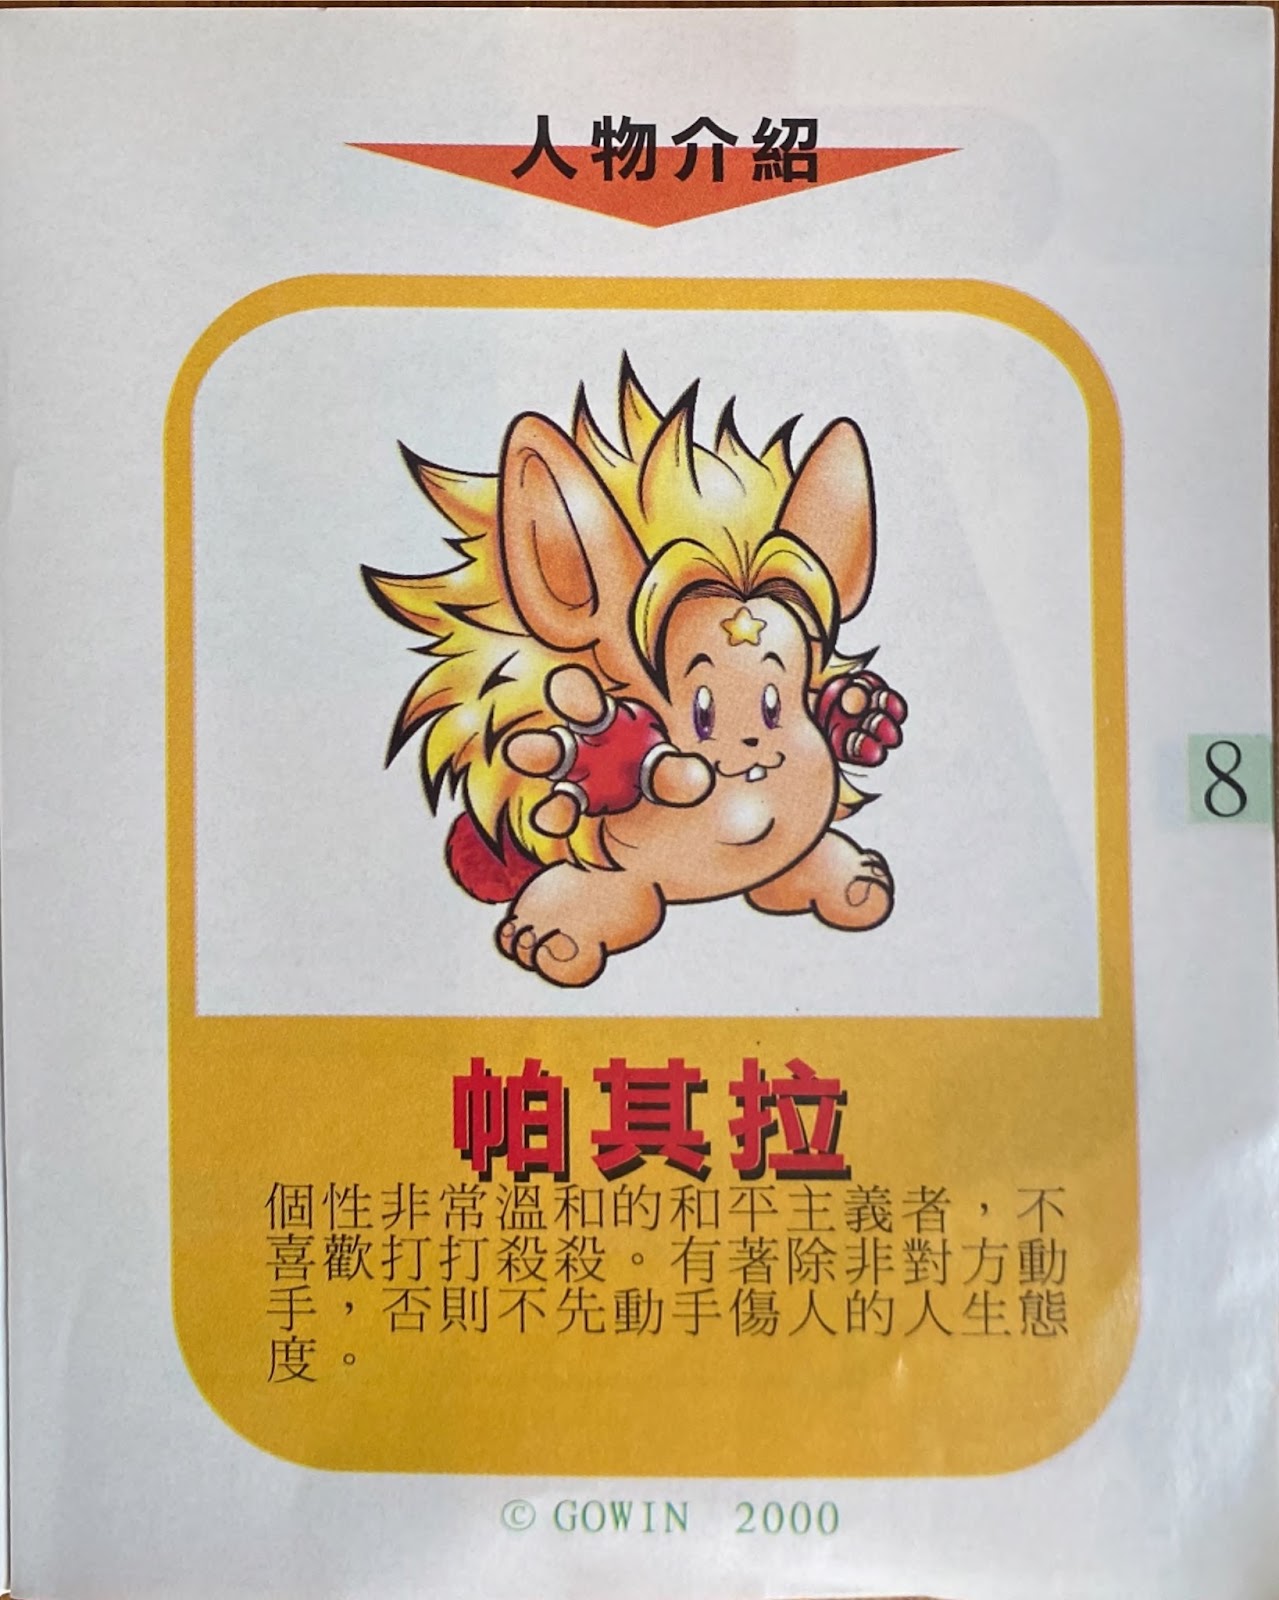 人物介紹
8
帕其拉
個性非常溫和的和平主義者，不
喜歡打打殺殺。有著除非對方動
手，否則不先動手傷人的人生態
度。
© GOWIN 2000